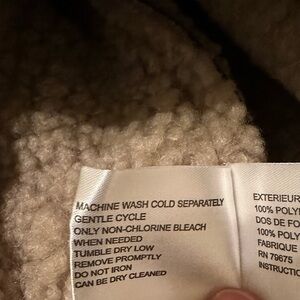 MACHINE WASH COLD SEPARATELY
GENTLE CYCLE
ONLY NON-CHLORINE BLEACH
WHEN NEEDED
TUMBLE DRY LOW
REMOVE PROMPTLY
DO NOT IRON
CAN BE DRY CLEANED
EXTERIEUR
100% POLY
DOS DE FO
100% POLY
FABRIQUE
RN 79675
INSTRUCTIO